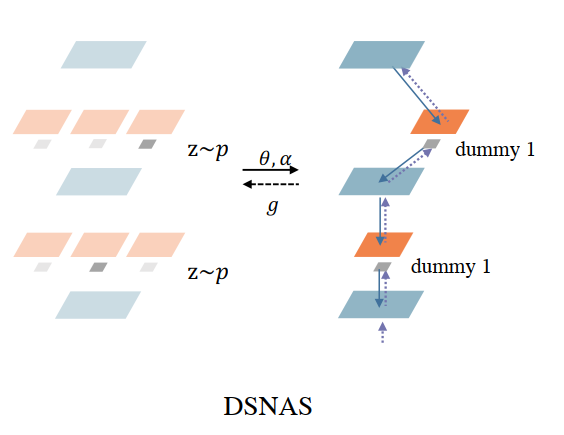 z~p
θ, α
dummy 1
g
z~p
dummy 1
DSNAS